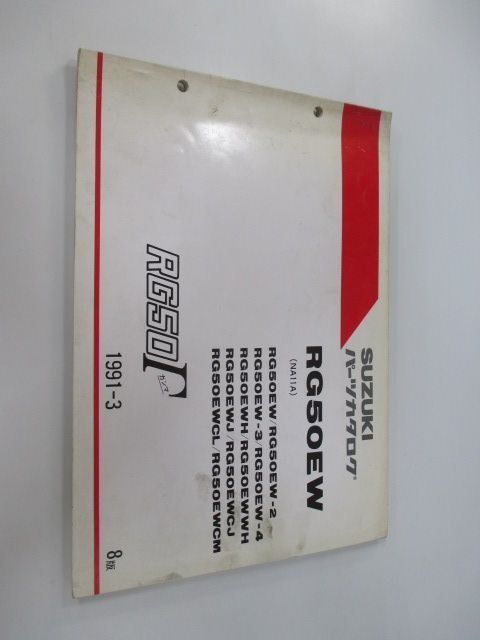 SUZUKI
パーツカタログ
RG50EW
(NA11A)
RG50EW/RG50EW-2
RG50EW-3/RG50EW-4
RG50EWH/RG50EWWH
RG50EWJ/RG50EWCJ
RG50EWCL/RG50EWCM
RG50Γ
ガンマ
1991-3
8版